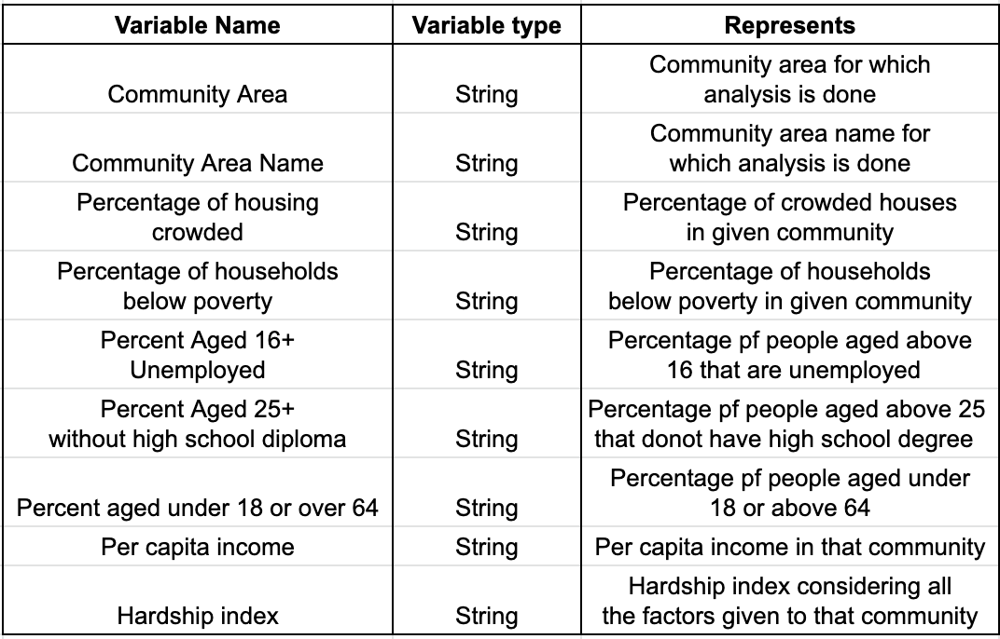 Variable Name Variable type Represents
Community Area String Community area for which
analysis is done
Community Area Name String Community area name for
which analysis is done
Percentage of housing
crowded String Percentage of crowded houses
in given community
Percentage of households
below poverty String Percentage of households
below poverty in given community
Percent Aged 16+
Unemployed String Percentage pf people aged above
16 that are unemployed
Percent Aged 25+
without high school diploma String Percentage pf people aged above 25
that donot have high school degree
Percent aged under 18 or over 64 String Percentage pf people aged under
18 or above 64
Per capita income String Per capita income in that community
Hardship index String Hardship index considering all
the factors given to that community